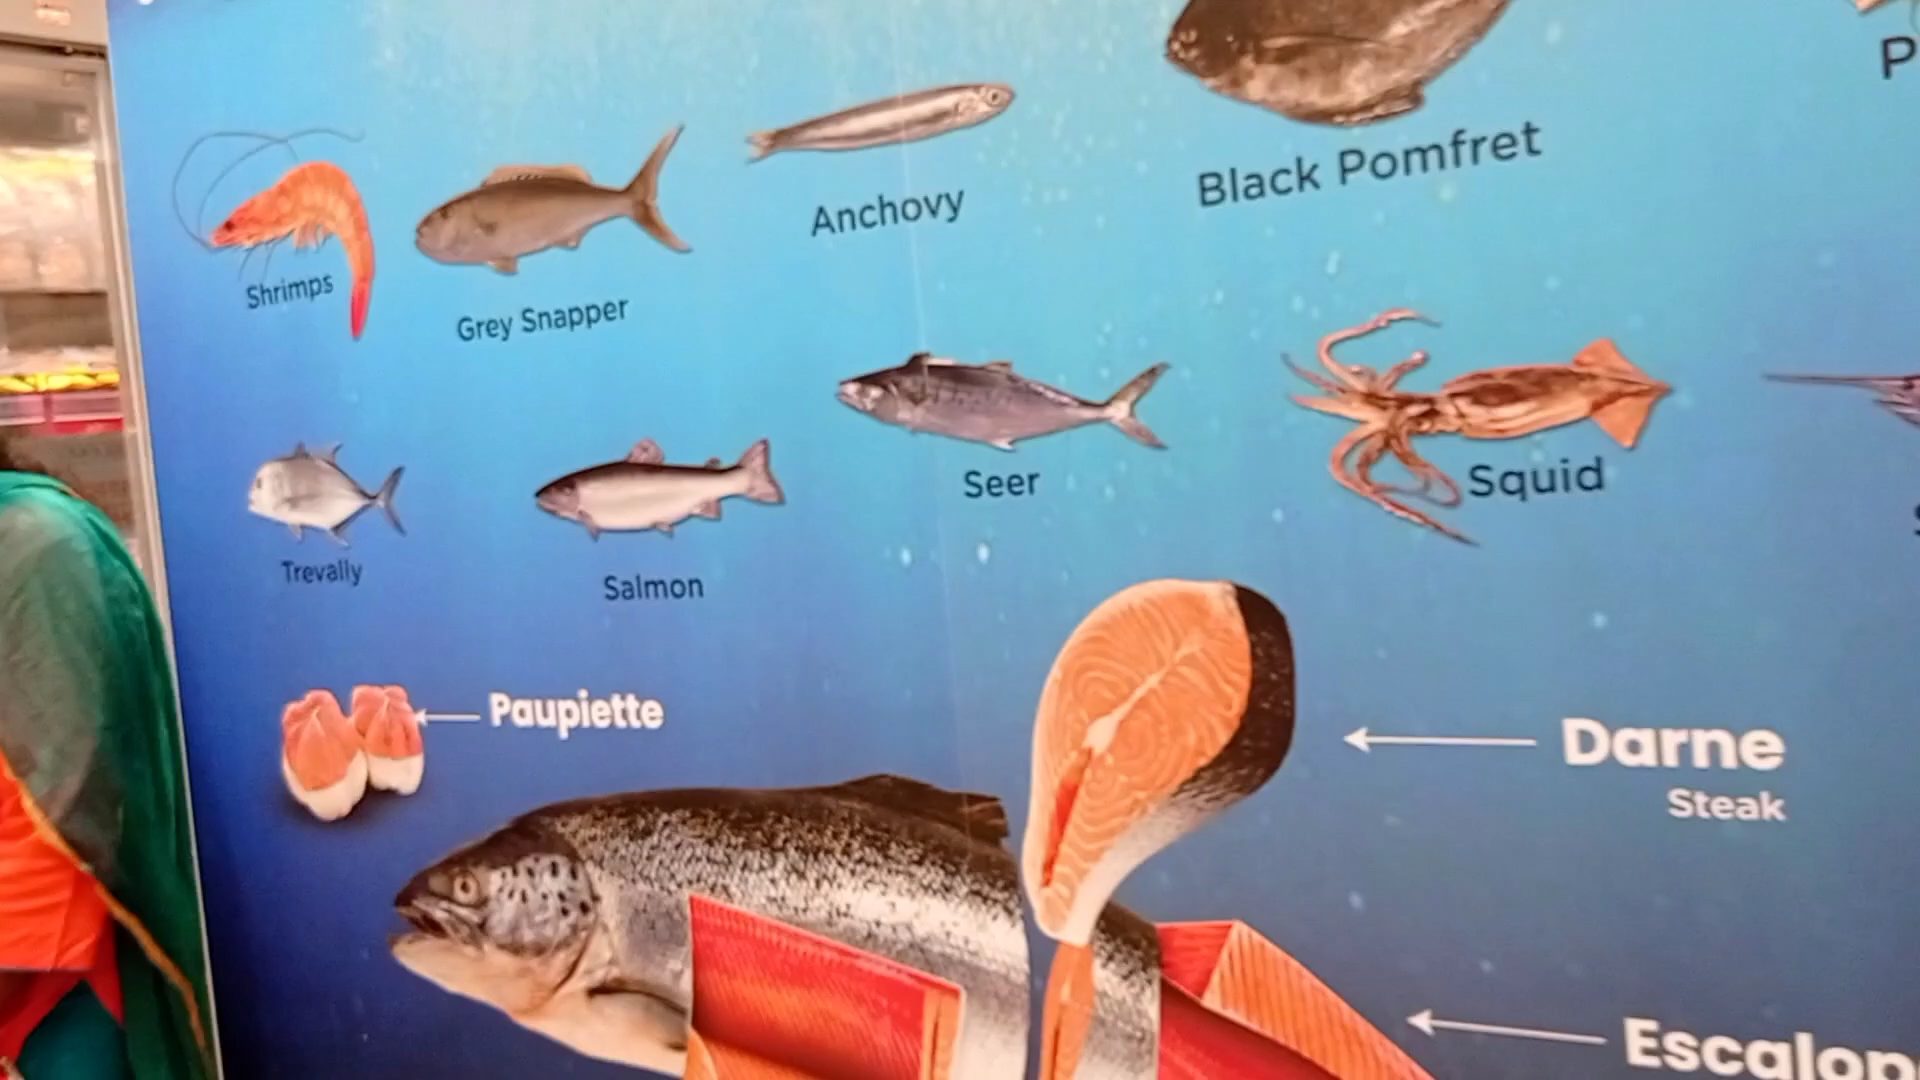 Black Pomfret
Anchovy
Shrimps
Grey Snapper
Seer
Squid
Trevally
Salmon
Paupiette
Darne
Steak